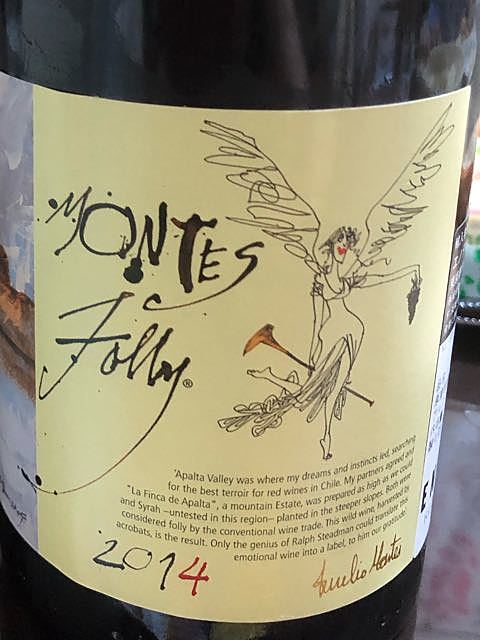 MONTES
Folly®
"Apalta Valley was where my dreams and instincts led, searching
for the best terroir for red wines in Chile. My partners agreed and
"La Finca de Apalta", a mountain Estate, was prepared as high as we could
and Syrah –untested in this region– planted in the steeper slopes. Both were
considered folly by the conventional wine trade. This wild wine, harvested by
acrobats, is the result. Only the genius of Ralph Steadman could translate this
emotional wine into a label, to him our gratitude.
2014
Aurelio Montes